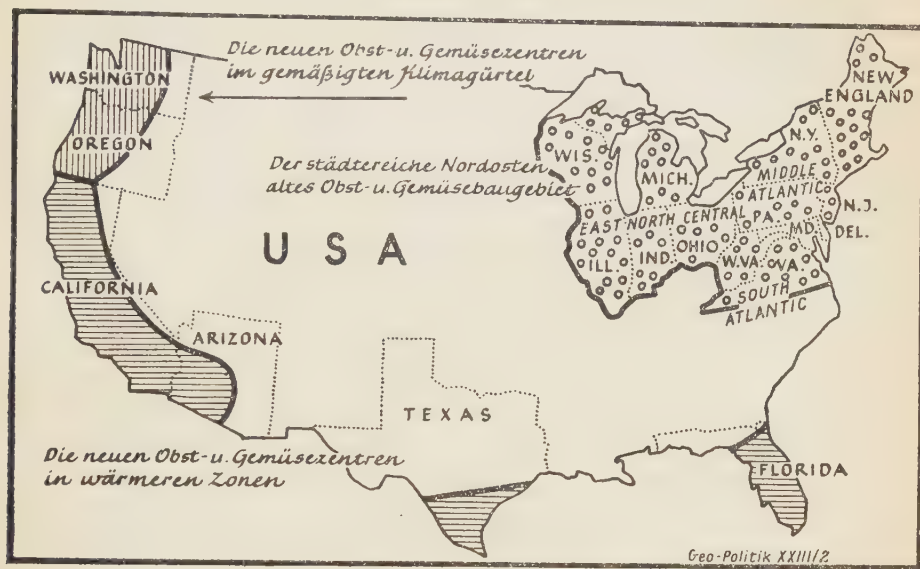 Die neuen Obst- u. Gemüsezentren
im gemäßigten Klimagürtel
WASHINGTON
OREGON
NEW
ENGLAND
N.Y.
WIS.
MICH.
MIDDLE
ATLANTIC
Der städtereiche Nordosten
altes Obst- u. Gemüsebaugebiet
EAST NORTH CENTRAL
PA
N.J.
MD.
DEL.
USA
ILL.
IND.
OHIO
W.VA.
VA.
SOUTH
ATLANTIC
CALIFORNIA
ARIZONA
TEXAS
Die neuen Obst- u. Gemüsezentren
in wärmeren Zonen
FLORIDA
Geo-Politik XXIII/2